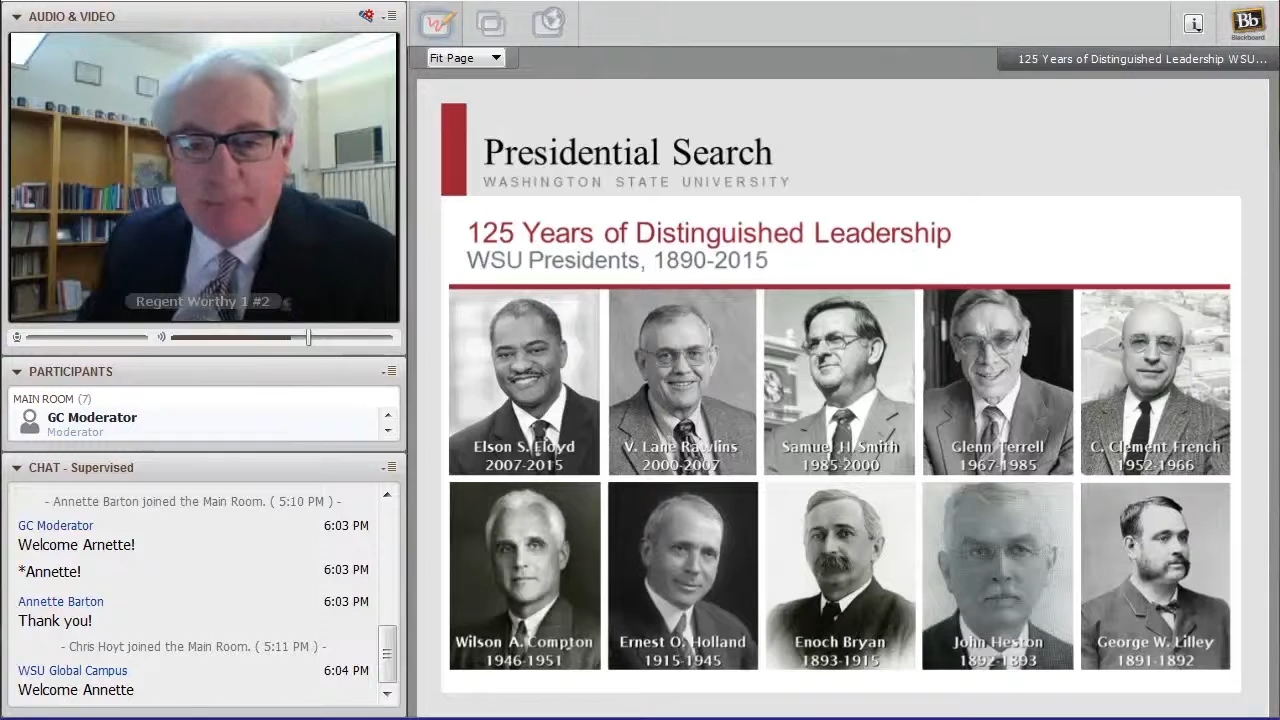 AUDIO & VIDEO
Regent Worthy 1 #2
PARTICIPANTS
MAIN ROOM (7)
GC Moderator
Moderator
CHAT - Supervised
- Annette Barton joined the Main Room. ( 5:10 PM ) -
GC Moderator 6:03 PM
Welcome Arnette!
*Annette! 6:03 PM
Annette Barton 6:03 PM
Thank you!
- Chris Hoyt joined the Main Room. ( 5:11 PM ) -
WSU Global Campus 6:04 PM
Welcome Annette
Bb
Blackboard
Fit Page
125 Years of Distinguished Leadership WSU...
Presidential Search
WASHINGTON STATE UNIVERSITY
125 Years of Distinguished Leadership
WSU Presidents, 1890-2015
Elson S. Floyd
2007-2015
V. Lane Rawlins
2000-2007
Samuel H. Smith
1985-2000
Glenn Terrell
1967-1985
C. Clement French
1952-1966
Wilson A. Compton
1946-1951
Ernest O. Holland
1915-1945
Enoch Bryan
1893-1915
John Heston
1892-1893
George W. Lilley
1891-1892